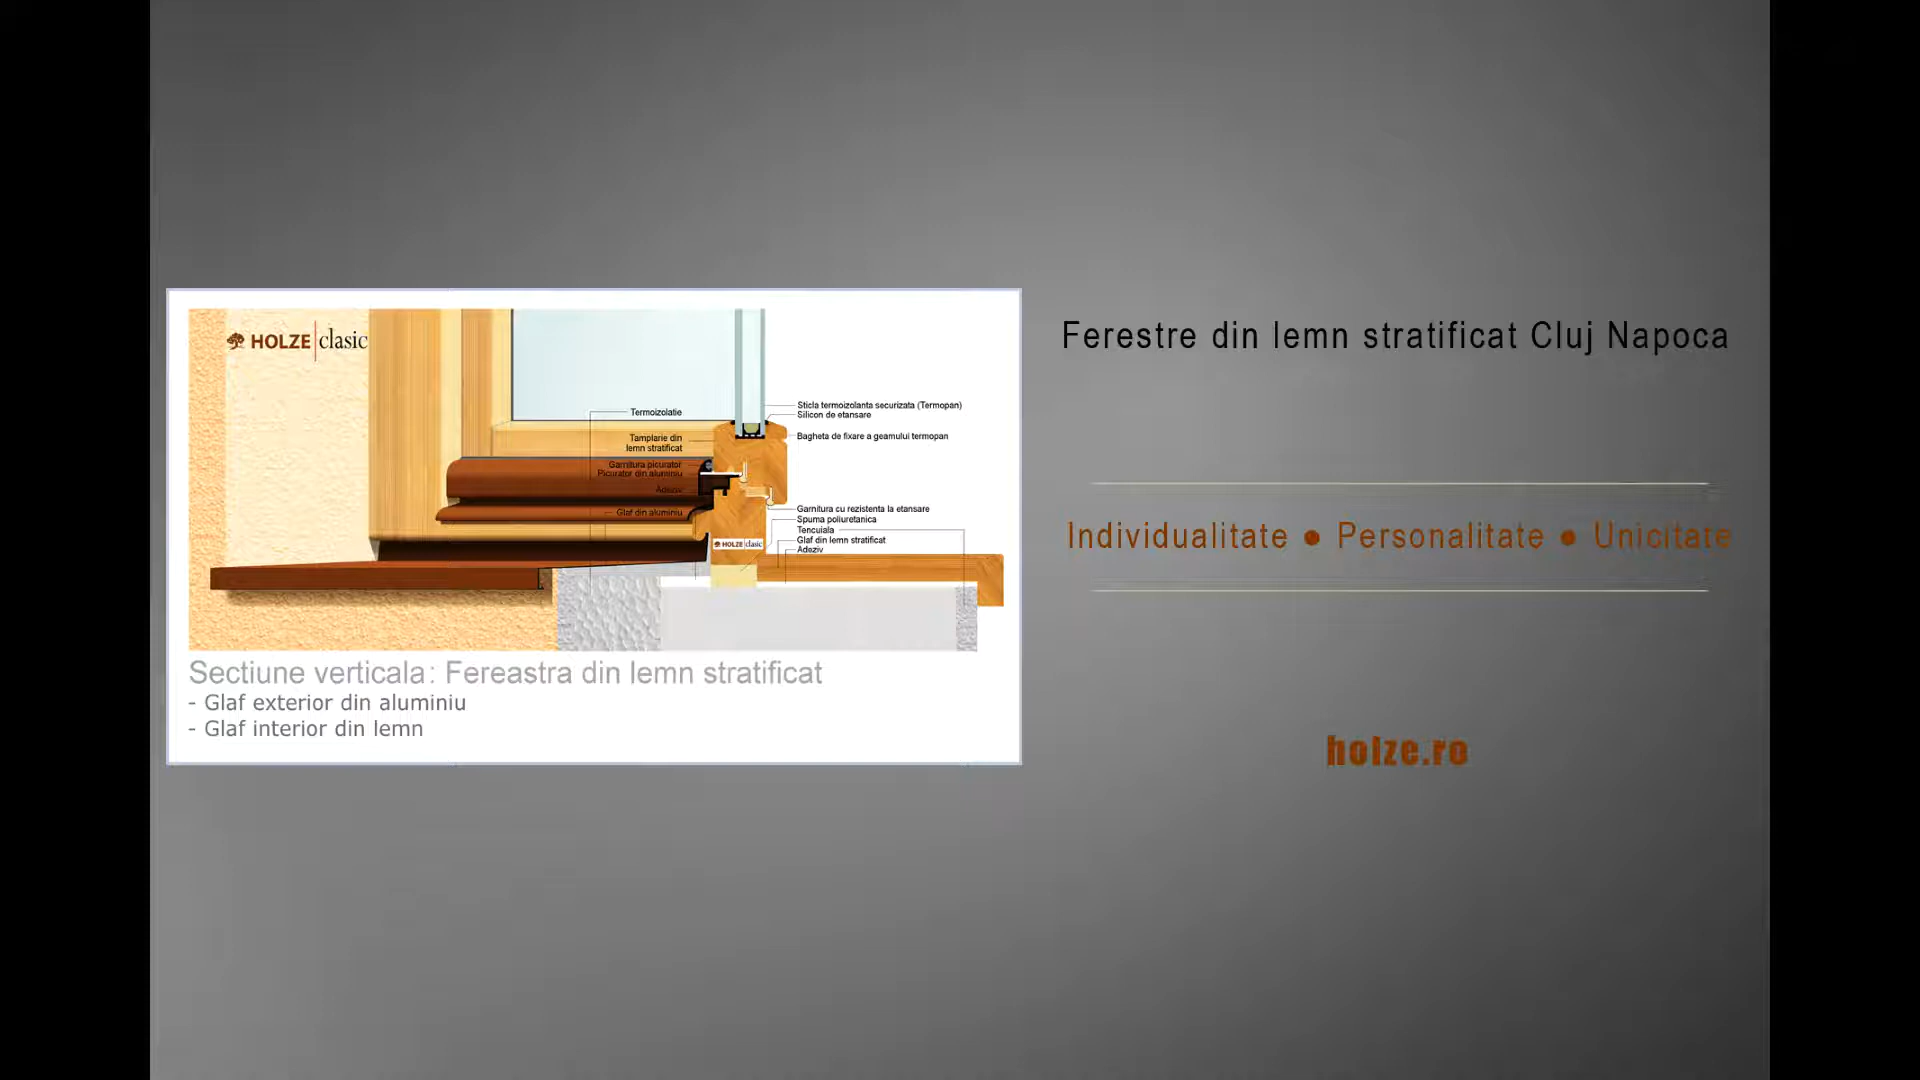 HOLZE clasic
Termoizolatie
Tamplarie din
lemn stratificat
Garnitura picurator
Picurator din aluminiu
Adeziv
Glaf din aluminiu
Sticla termoizolanta securizata (Termopan)
Silicon de etansare
Bagheta de fixare a geamului termopan
Garnitura cu rezistenta la etansare
Spuma poliuretanica
Tencuiala
Glaf din lemn stratificat
Adeziv
HOLZE clasic
Sectiune verticala: Fereastra din lemn stratificat
- Glaf exterior din aluminiu
- Glaf interior din lemn
Ferestre din lemn stratificat Cluj Napoca
Individualitate ● Personalitate ● Unicitate
holze.ro